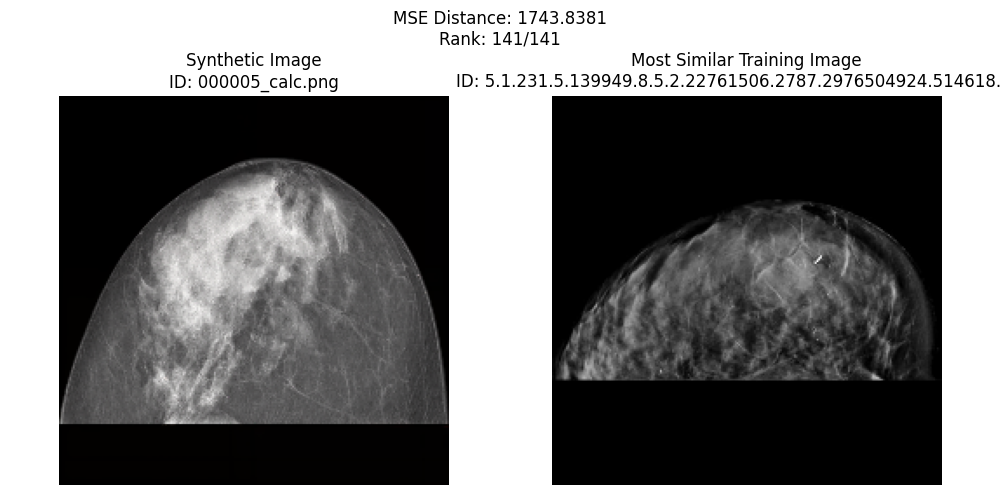 MSE Distance: 1743.8381
Rank: 141/141
Synthetic Image
ID: 000005_calc.png
Most Similar Training Image
ID: 5.1.231.5.139949.8.5.2.22761506.2787.2976504924.514618.